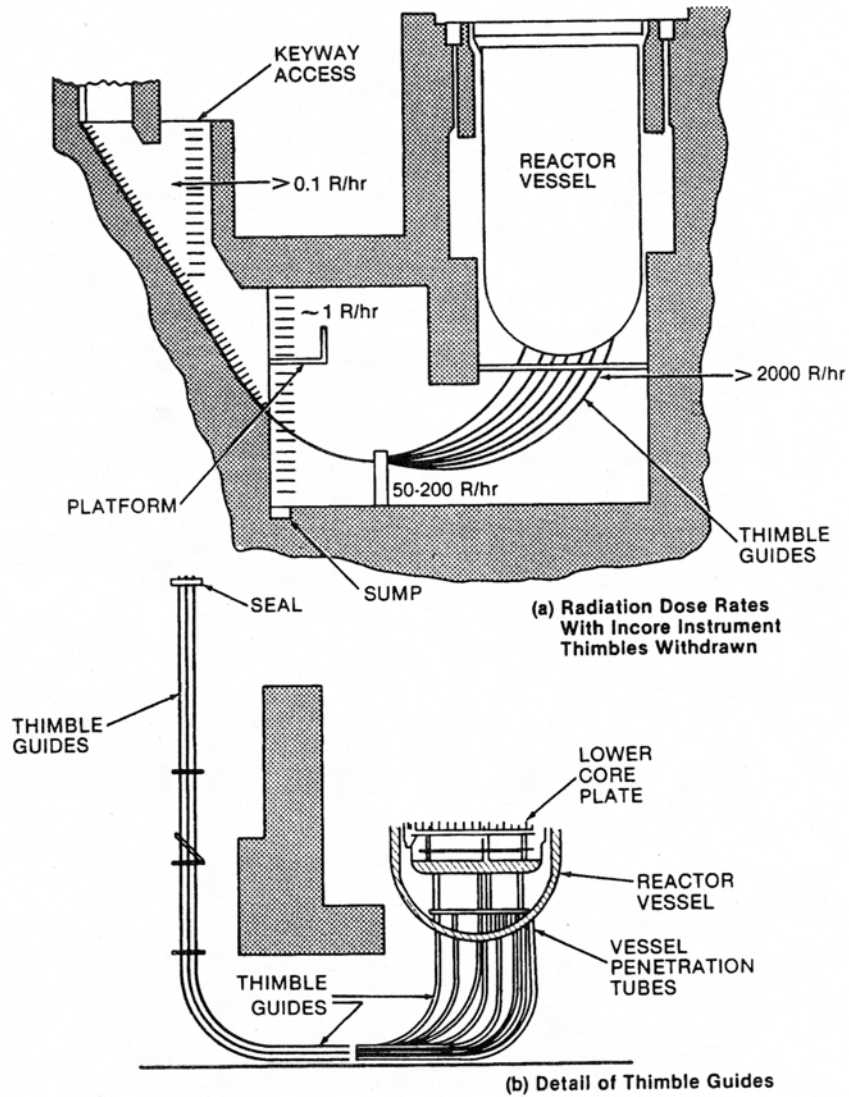 KEYWAY
ACCESS
> 0.1 R/hr
REACTOR
VESSEL
~ 1 R/hr
> 2000 R/hr
50-200 R/hr
PLATFORM
THIMBLE
GUIDES
SUMP
SEAL
(a) Radiation Dose Rates
With Incore Instrument
Thimbles Withdrawn
THIMBLE
GUIDES
LOWER
CORE
PLATE
REACTOR
VESSEL
VESSEL
PENETRATION
TUBES
THIMBLE
GUIDES
(b) Detail of Thimble Guides